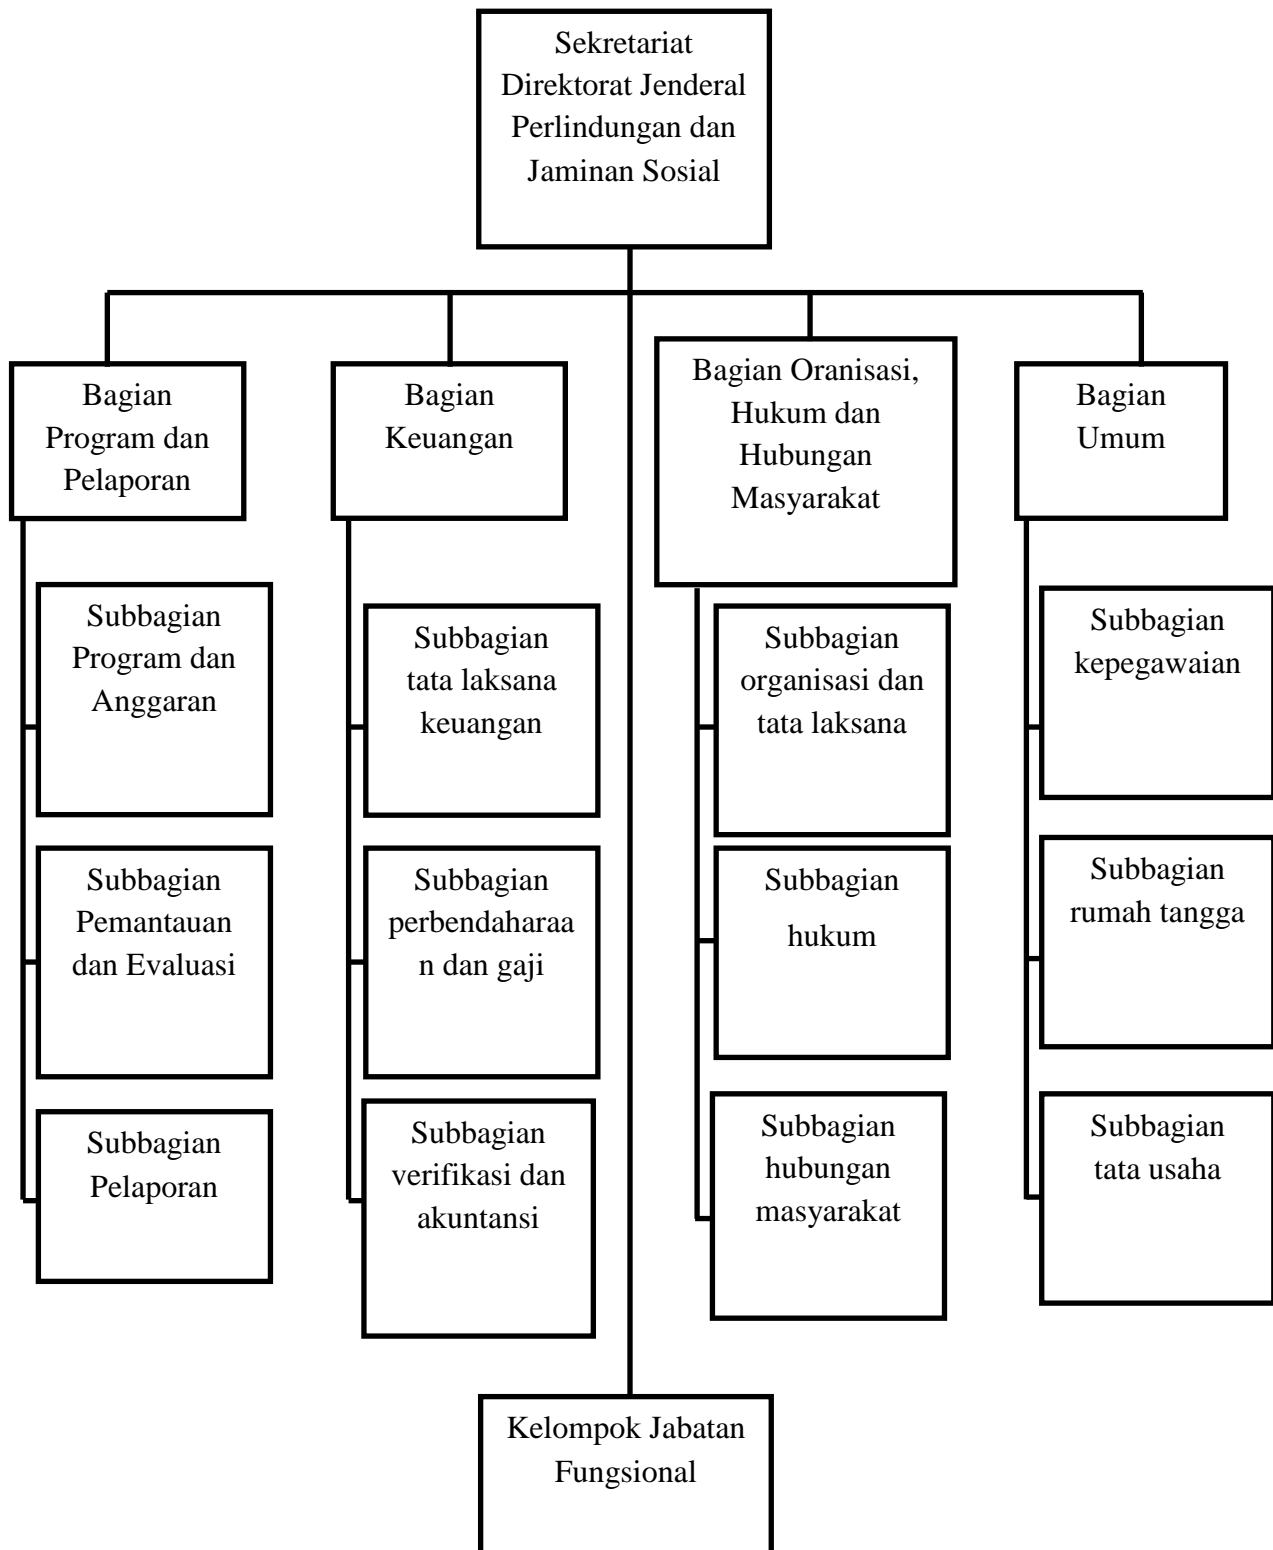 Sekretariat
Direktorat Jenderal
Perlindungan dan
Jaminan Sosial
Bagian
Program dan
Pelaporan
Bagian
Keuangan
Bagian Oranisasi,
Hukum dan
Hubungan
Masyarakat
Bagian
Umum
Subbagian
Program dan
Anggaran
Subbagian
tata laksana
keuangan
Subbagian
organisasi dan
tata laksana
Subbagian
kepegawaian
Subbagian
Pemantauan
dan Evaluasi
Subbagian
perbendaharaa
n dan gaji
Subbagian
hukum
Subbagian
rumah tangga
Subbagian
Pelaporan
Subbagian
verifikasi dan
akuntansi
Subbagian
hubungan
masyarakat
Subbagian
tata usaha
Kelompok Jabatan
Fungsional